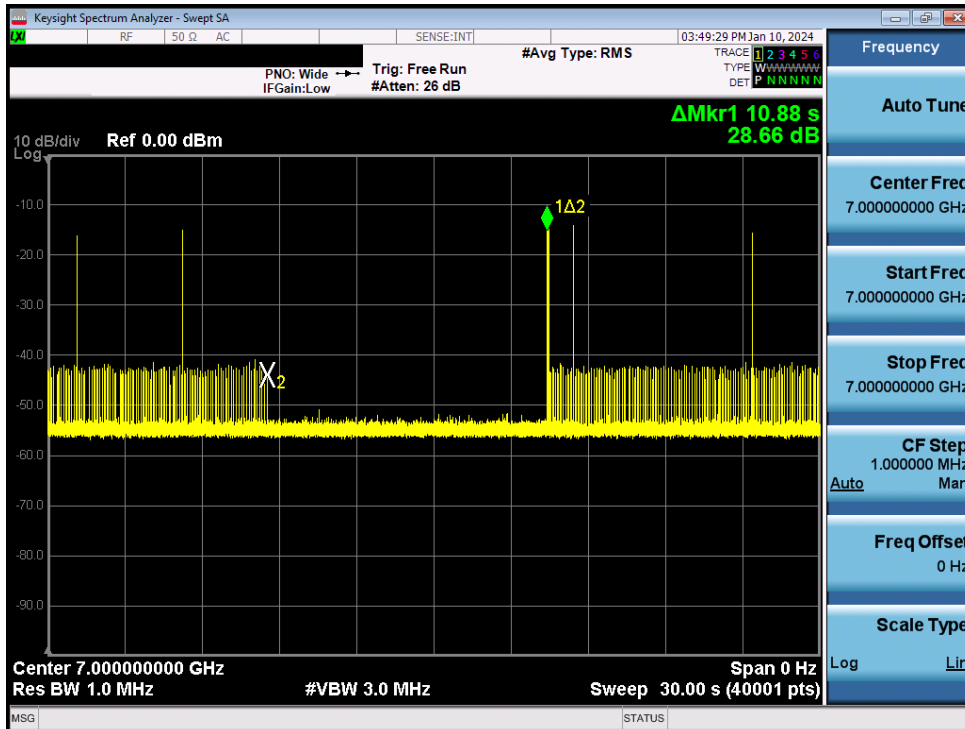 Keysight Spectrum Analyzer - Swept SA
LXI RF 50 Ω AC SENSE:INT 03:49:29 PM Jan 10, 2024
#Avg Type: RMS
TRACE 1 2 3 4 5 6
TYPE WWWWWW
DET P N N N N N
PNO: Wide Trig: Free Run
IFGain:Low #Atten: 26 dB
ΔMkr1 10.88 s
28.66 dB
10 dB/div Ref 0.00 dBm
Log
-10.0
-20.0
-30.0
-40.0
-50.0
-60.0
-70.0
-80.0
-90.0
1Δ2
X2
Center 7.000000000 GHz Span 0 Hz
Res BW 1.0 MHz #VBW 3.0 MHz Sweep 30.00 s (40001 pts)
MSG STATUS
Frequency
Auto Tune
Center Freq
7.000000000 GHz
Start Freq
7.000000000 GHz
Stop Freq
7.000000000 GHz
CF Step
1.000000 MHz
Auto Man
Freq Offset
0 Hz
Scale Type
Log Lin